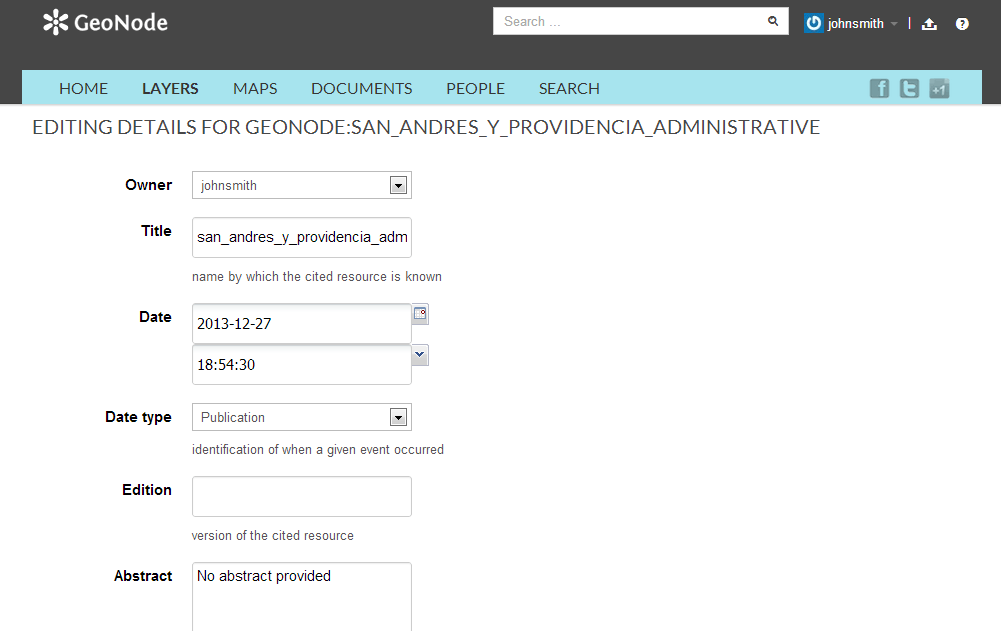 GeoNode
Search ...
johnsmith
HOME LAYERS MAPS DOCUMENTS PEOPLE SEARCH
f t +1
EDITING DETAILS FOR GEONODE:SAN_ANDRES_Y_PROVIDENCIA_ADMINISTRATIVE
Owner johnsmith
Title san_andres_y_providencia_adm
name by which the cited resource is known
Date 2013-12-27
18:54:30
Date type Publication
identification of when a given event occurred
Edition
version of the cited resource
Abstract No abstract provided